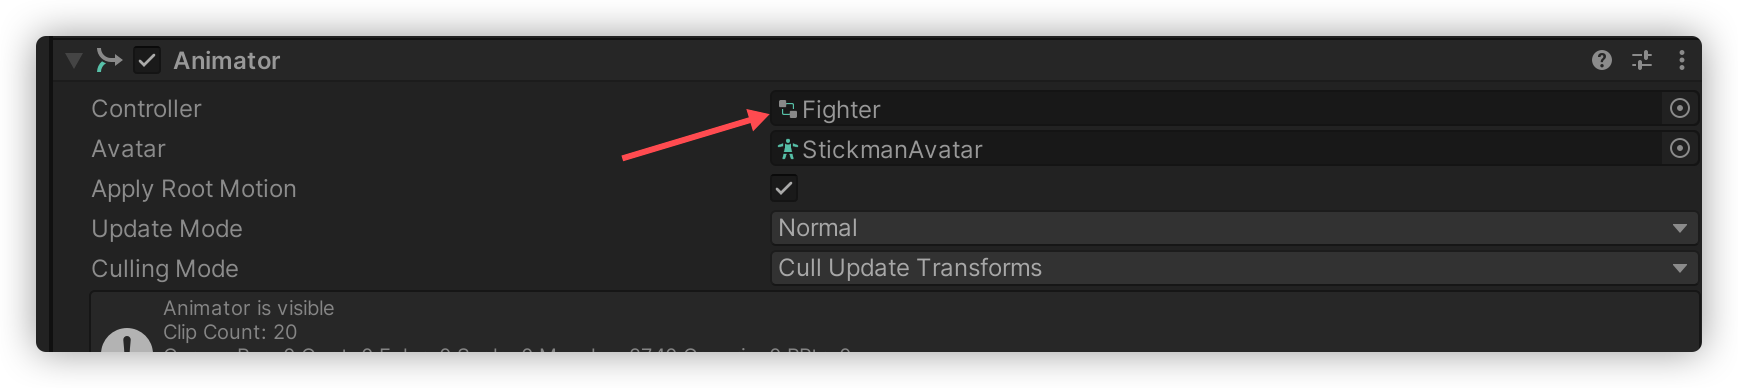 Animator
Controller
Fighter
Avatar
StickmanAvatar
Apply Root Motion
Update Mode
Normal
Culling Mode
Cull Update Transforms
Animator is visible
Clip Count: 20